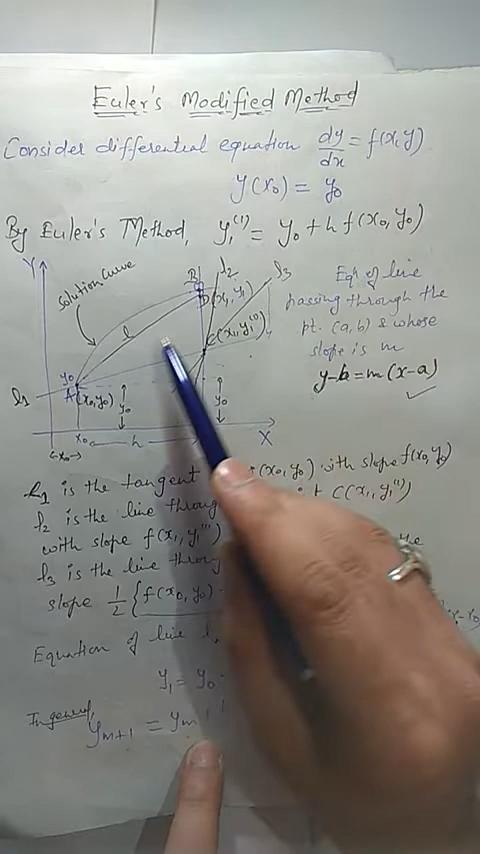 Euler's Modified Method
Consider differential equation dy/dx = f(x,y)
y(x₀) = y₀
By Euler's Method, y₁⁽¹⁾ = y₀ + h f(x₀, y₀)
Y
solution curve
B
l₂
l₃
D(x₁, y₁)
l
C(x₁, y₁⁽¹⁾)
l₁
y₀
A(x₀, y₀)
y₀
y₀
x₀
h
X
x₀
Eqⁿ of line
passing through the
pt. (a, b) & whose
slope is m
y-b = m(x-a)
l₁ is the tangent (x₀, y₀) with slope f(x₀, y₀)
l₂ is the line through C(x₁, y₁⁽¹⁾)
with slope f(x₁, y₁⁽¹⁾)
l₃ is the line
slope 1/2 {f(x₀, y₀)
Equation of line
y₁ = y₀
In general,
yₘ₊₁ = yₘ